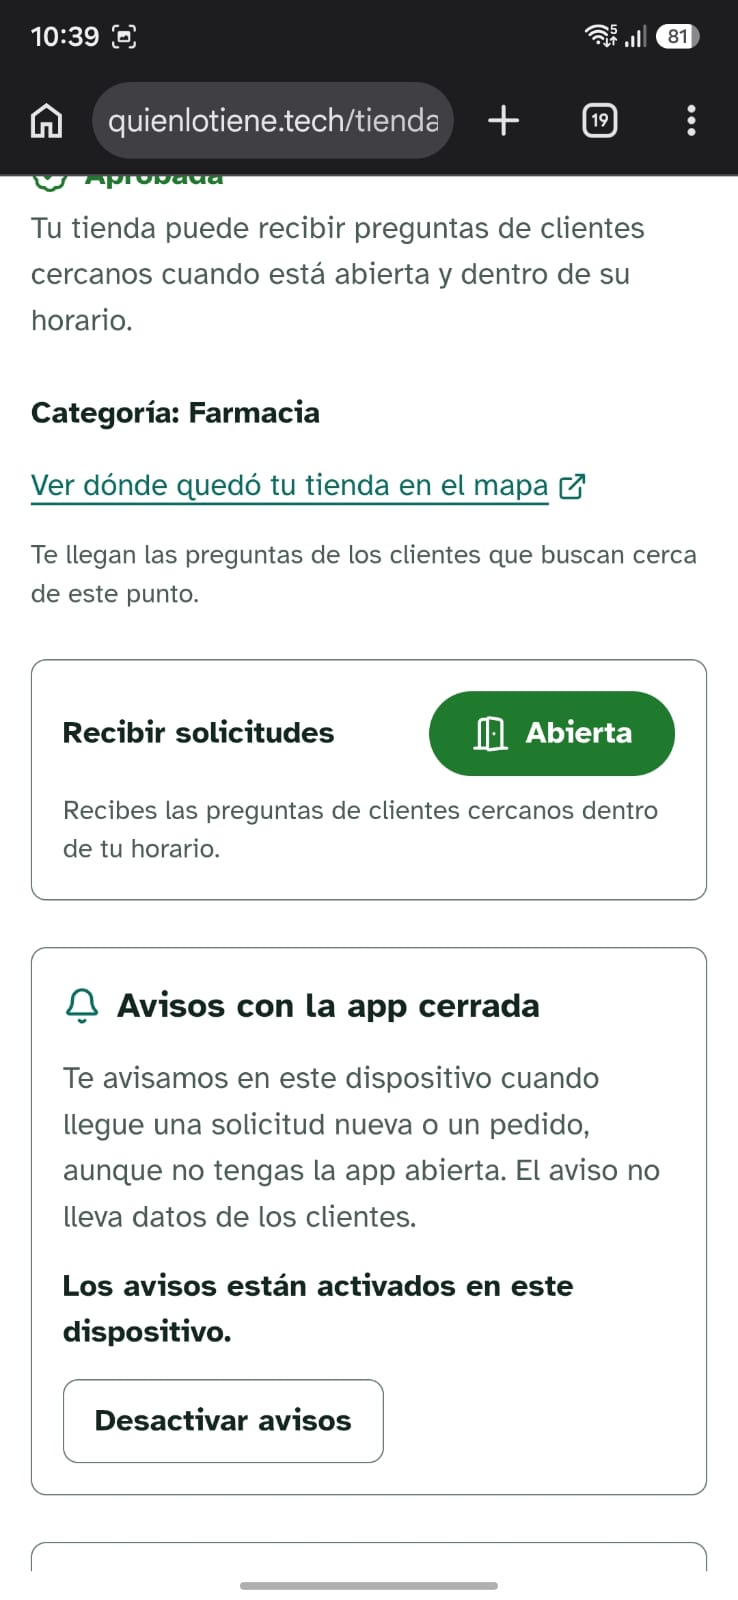 10:39
5
81
quienlotiene.tech/tienda
19
Aprobada
Tu tienda puede recibir preguntas de clientes
cercanos cuando está abierta y dentro de su
horario.
Categoría: Farmacia
Ver dónde quedó tu tienda en el mapa
Te llegan las preguntas de los clientes que buscan cerca
de este punto.
Recibir solicitudes
Abierta
Recibes las preguntas de clientes cercanos dentro
de tu horario.
Avisos con la app cerrada
Te avisamos en este dispositivo cuando
llegue una solicitud nueva o un pedido,
aunque no tengas la app abierta. El aviso no
lleva datos de los clientes.
Los avisos están activados en este
dispositivo.
Desactivar avisos